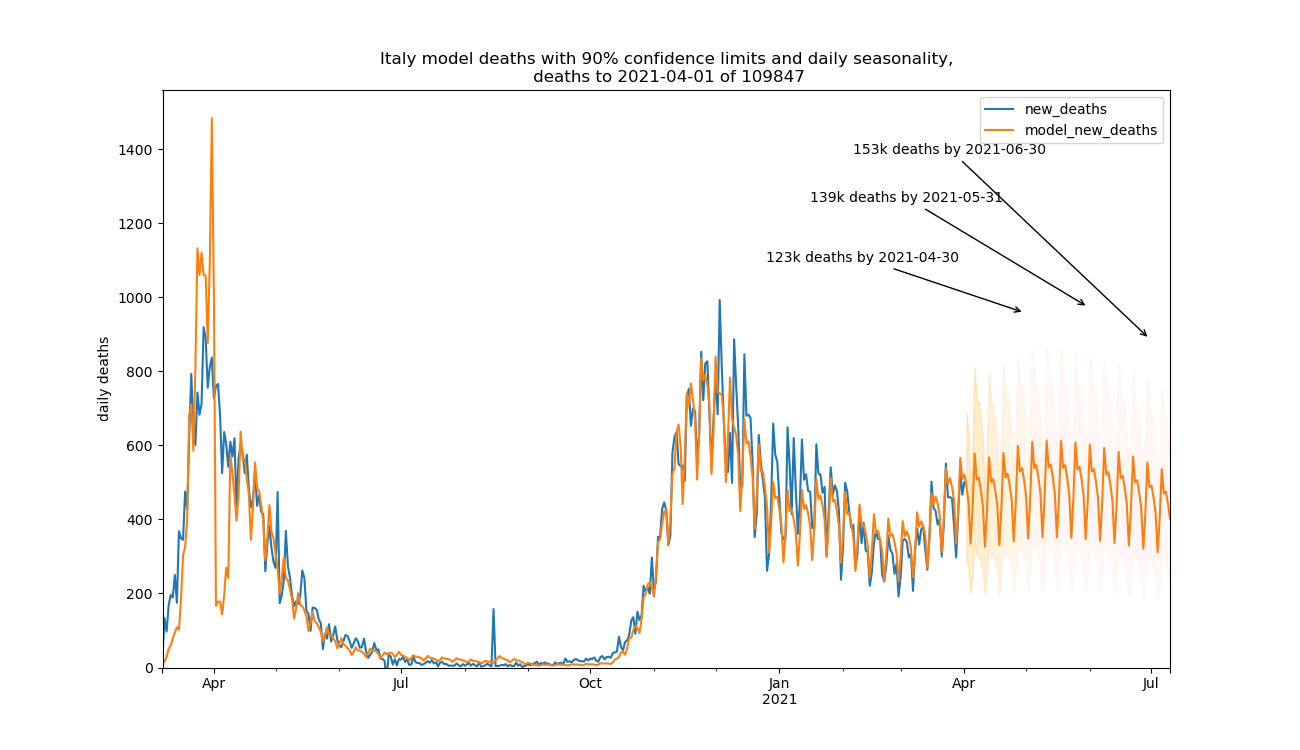 Italy model deaths with 90% confidence limits and daily seasonality,
deaths to 2021-04-01 of 109847
new_deaths
model_new_deaths
153k deaths by 2021-06-30
139k deaths by 2021-05-31
123k deaths by 2021-04-30
daily deaths
1400
1200
1000
800
600
400
200
0
Apr Jul Oct Jan Apr Jul
2021